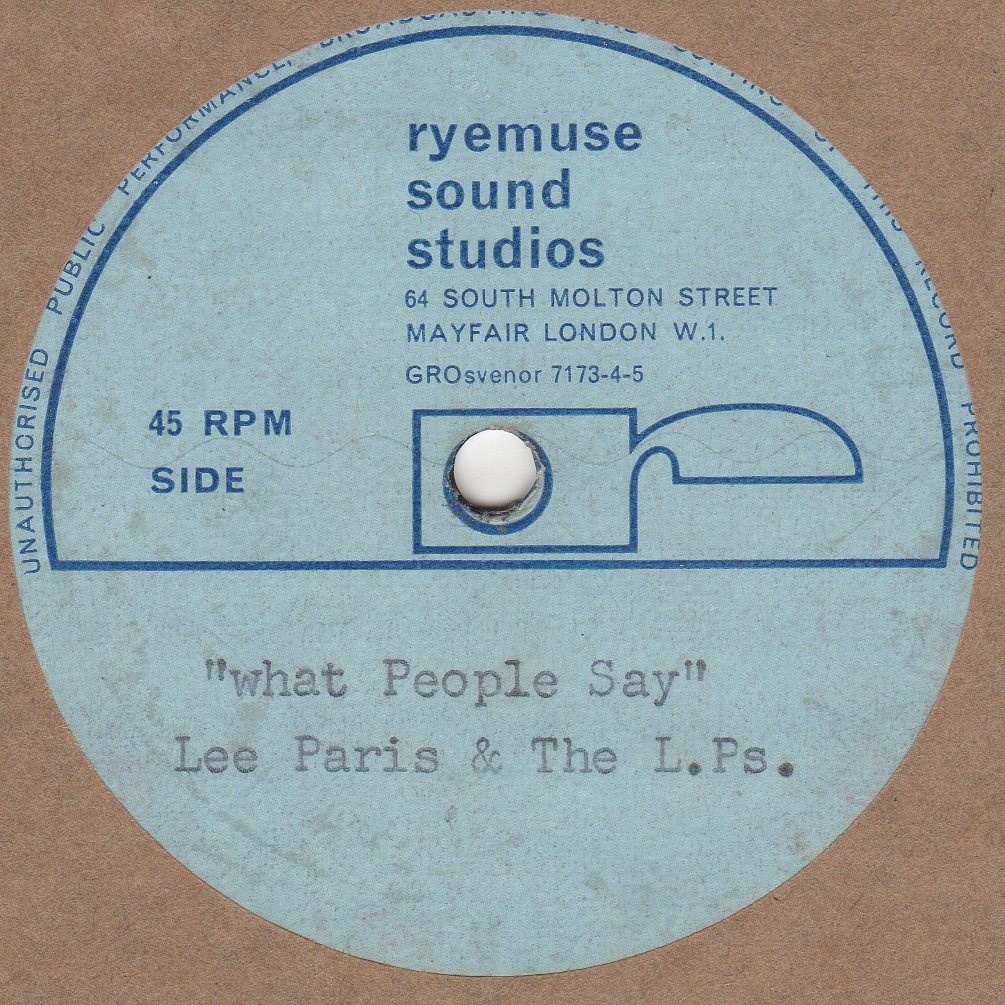 UNAUTHORISED PUBLIC PERFORMANCE, BROADCASTING AND COPYING OF THIS RECORD PROHIBITED
ryemuse
sound
studios
64 SOUTH MOLTON STREET
MAYFAIR LONDON W.1.
GROsvenor 7173-4-5
45 RPM
SIDE
"what People Say"
Lee Paris & The L.Ps.